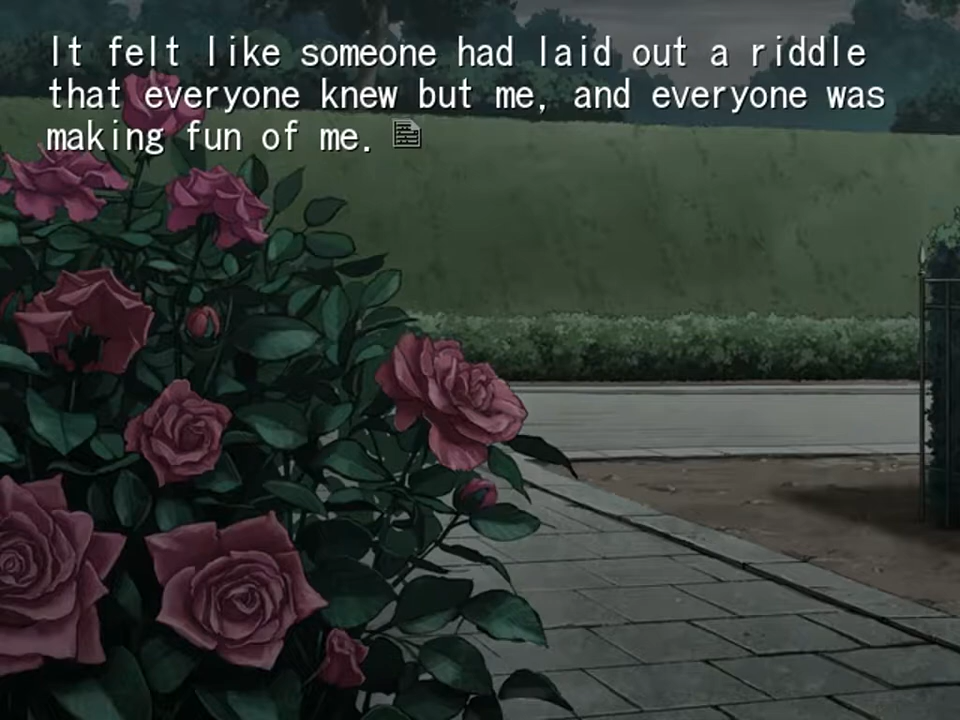 It felt like someone had laid out a riddle
that everyone knew but me, and everyone was
making fun of me.